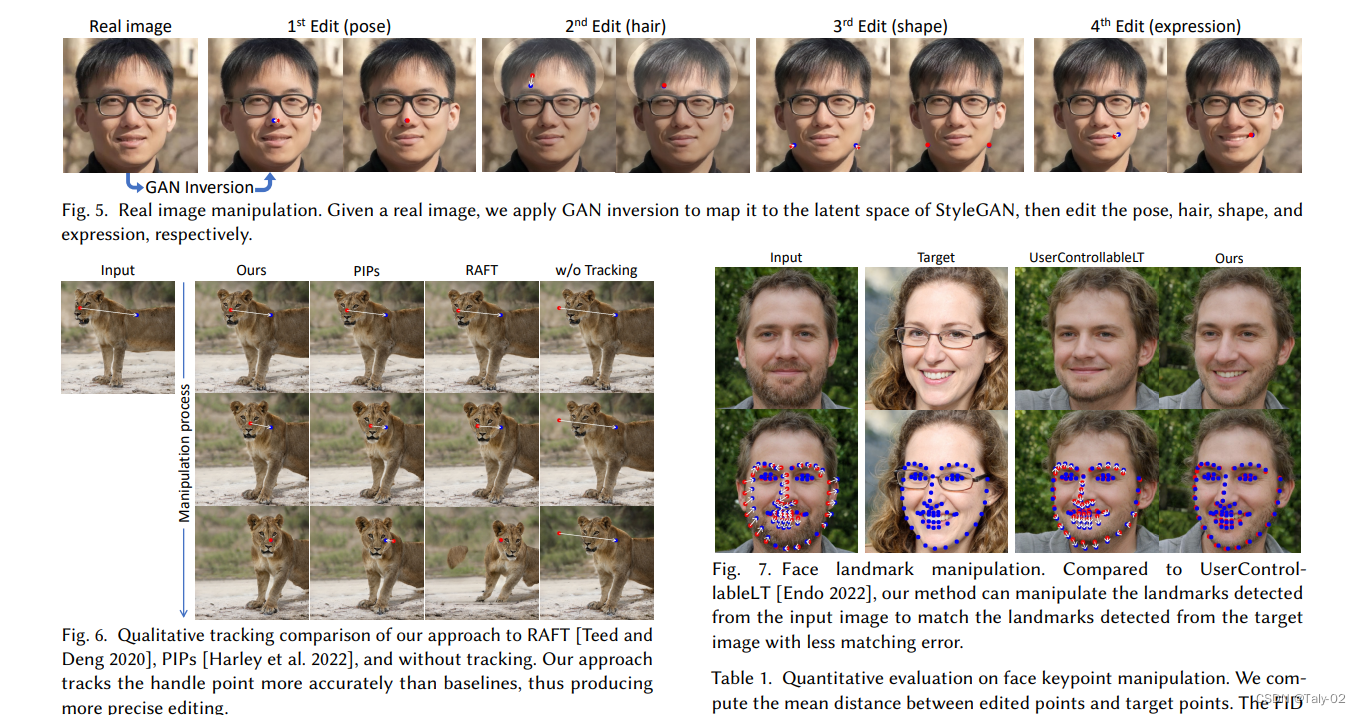 Real image
1st Edit (pose)
2nd Edit (hair)
3rd Edit (shape)
4th Edit (expression)
GAN Inversion
Fig. 5. Real image manipulation. Given a real image, we apply GAN inversion to map it to the latent space of StyleGAN, then edit the pose, hair, shape, and
expression, respectively.
Input
Ours
PIPs
RAFT
w/o Tracking
Manipulation process
Fig. 6. Qualitative tracking comparison of our approach to RAFT [Teed and
Deng 2020], PIPs [Harley et al. 2022], and without tracking. Our approach
tracks the handle point more accurately than baselines, thus producing
more precise editing.
Input
Target
UserControllableLT
Ours
Fig. 7. Face landmark manipulation. Compared to UserControl-
lableLT [Endo 2022], our method can manipulate the landmarks detected
from the input image to match the landmarks detected from the target
image with less matching error.
Table 1. Quantitative evaluation on face keypoint manipulation. We com-
pute the mean distance between edited points and target points. The FID
CSDN @Taly-02